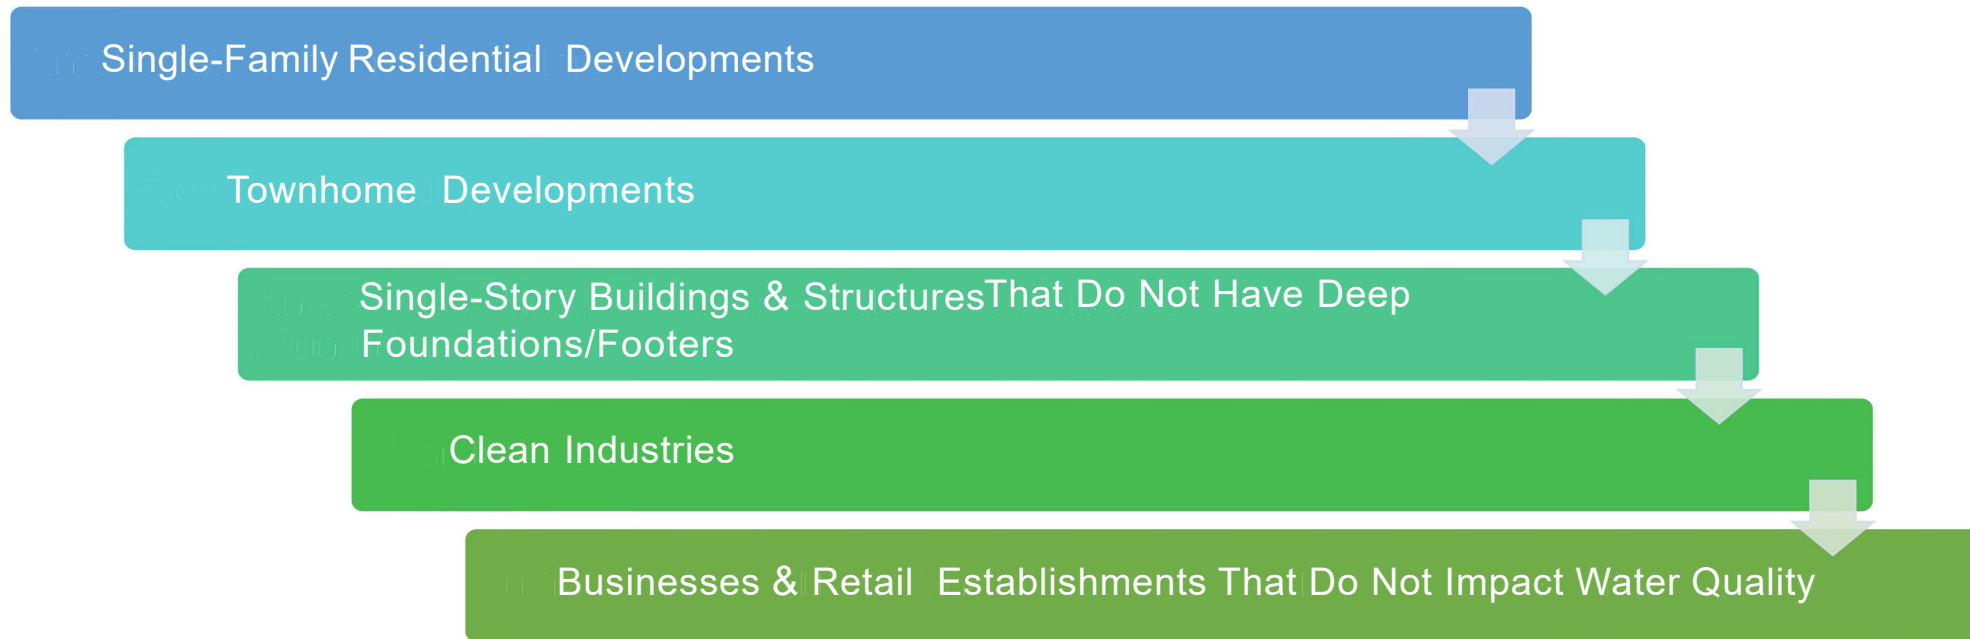 Single-Family Residential Developments
Townhome Developments
Single-Story Buildings & Structures That Do Not Have Deep
Foundations/Footers
Clean Industries
Businesses & Retail Establishments That Do Not Impact Water Quality